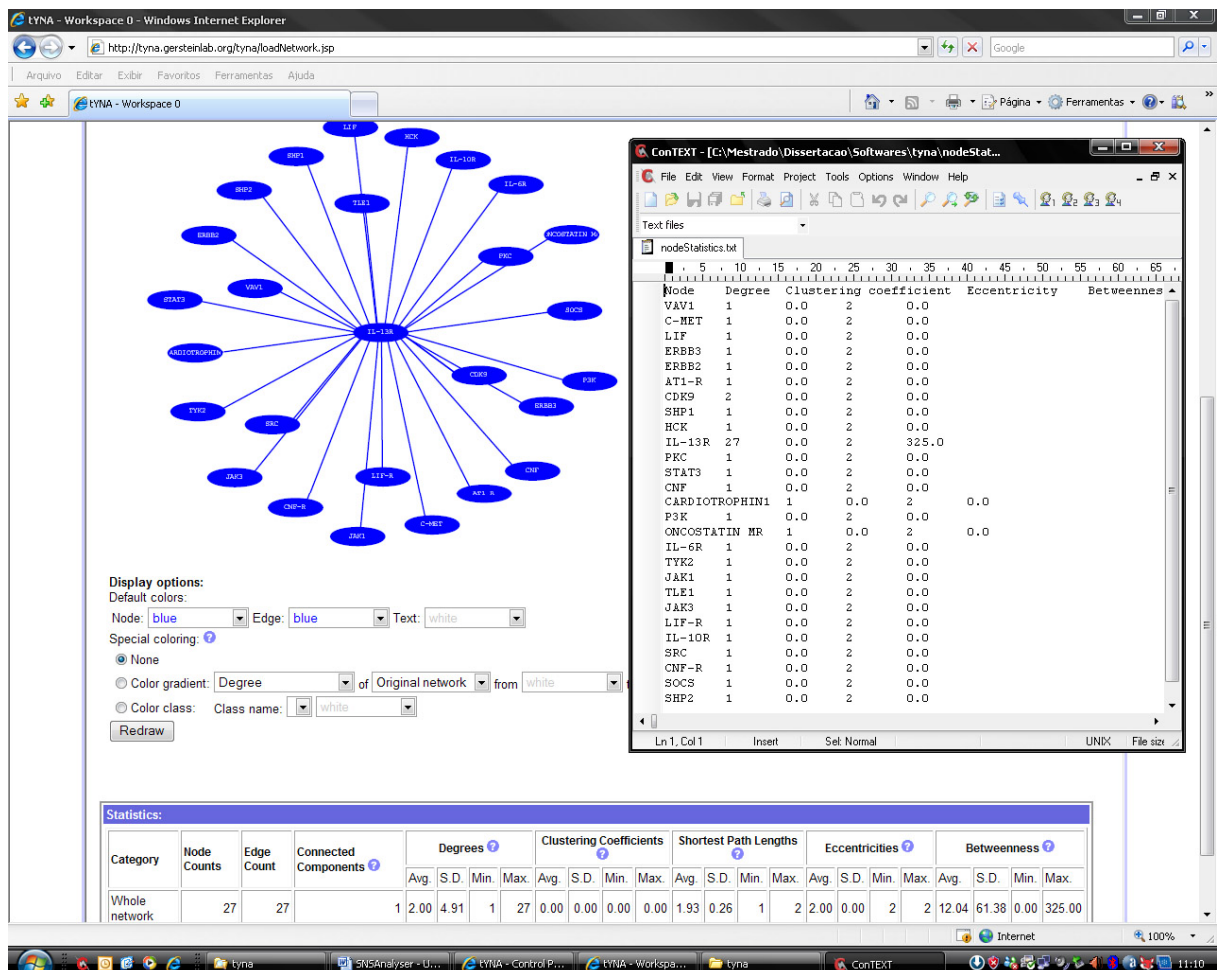 tYNA - Workspace 0 - Windows Internet Explorer
http://tyna.gersteinlab.org/tyna/loadNetwork.jsp
Google
Arquivo Editar Exibir Favoritos Ferramentas Ajuda
tYNA - Workspace 0
Página Ferramentas
LIF
HCK
SHP1
IL-10R
SHP2
IL-6R
TLE1
ERBB2
NCOSTATIN M
PKC
VAV1
STAT3
SOCS
IL-13R
ARDIOTROPHIN
CDK9
P3K
TYK2
ERBB3
SRC
CNF
JAK3
LIF-R
AT1 R
CNF-R
C-MET
JAK1
Display options:
Default colors:
Node: blue Edge: blue Text: white
Special coloring:
None
Color gradient: Degree of Original network from white
Color class: Class name: white
Redraw
ConTEXT - [C:\Mestrado\Dissertacao\Softwares\tyna\nodeStat...
File Edit View Format Project Tools Options Window Help
Text files
nodeStatistics.txt
5 10 15 20 25 30 35 40 45 50 55 60 65
Node Degree Clustering coefficient Eccentricity Betweennes
VAV1 1 0.0 2 0.0
C-MET 1 0.0 2 0.0
LIF 1 0.0 2 0.0
ERBB3 1 0.0 2 0.0
ERBB2 1 0.0 2 0.0
AT1-R 1 0.0 2 0.0
CDK9 2 0.0 2 0.0
SHP1 1 0.0 2 0.0
HCK 1 0.0 2 0.0
IL-13R 27 0.0 2 325.0
PKC 1 0.0 2 0.0
STAT3 1 0.0 2 0.0
CNF 1 0.0 2 0.0
CARDIOTROPHIN1 1 0.0 2 0.0
P3K 1 0.0 2 0.0
ONCOSTATIN MR 1 0.0 2 0.0
IL-6R 1 0.0 2 0.0
TYK2 1 0.0 2 0.0
JAK1 1 0.0 2 0.0
TLE1 1 0.0 2 0.0
JAK3 1 0.0 2 0.0
LIF-R 1 0.0 2 0.0
IL-10R 1 0.0 2 0.0
SRC 1 0.0 2 0.0
CNF-R 1 0.0 2 0.0
SOCS 1 0.0 2 0.0
SHP2 1 0.0 2 0.0
Ln 1, Col 1 Insert Sel: Normal UNIX File size
Statistics:
Category Node Counts Edge Count Connected Components Degrees Clustering Coefficients Shortest Path Lengths Eccentricities Betweenness
Avg. S.D. Min. Max. Avg. S.D. Min. Max. Avg. S.D. Min. Max. Avg. S.D. Min. Max. Avg. S.D. Min. Max.
Whole network 27 27 1 2.00 4.91 1 27 0.00 0.00 0.00 0.00 1.93 0.26 1 2 2.00 0.00 2 2 12.04 61.38 0.00 325.00
Internet 100%
tyna SNSAnalyser - U... tYNA - Control P... tYNA - Workspa... tyna ConTEXT 11:10